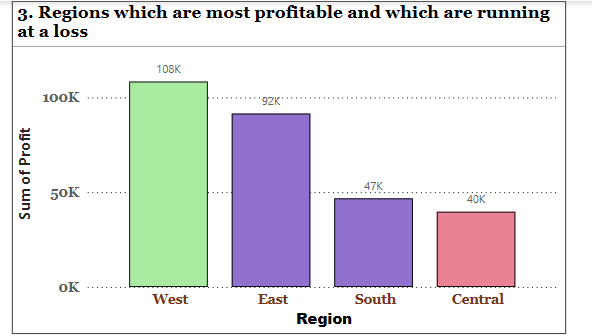 3. Regions which are most profitable and which are running
at a loss
108K
100K
92K
50K
47K
40K
0K
Sum of Profit
West East South Central
Region